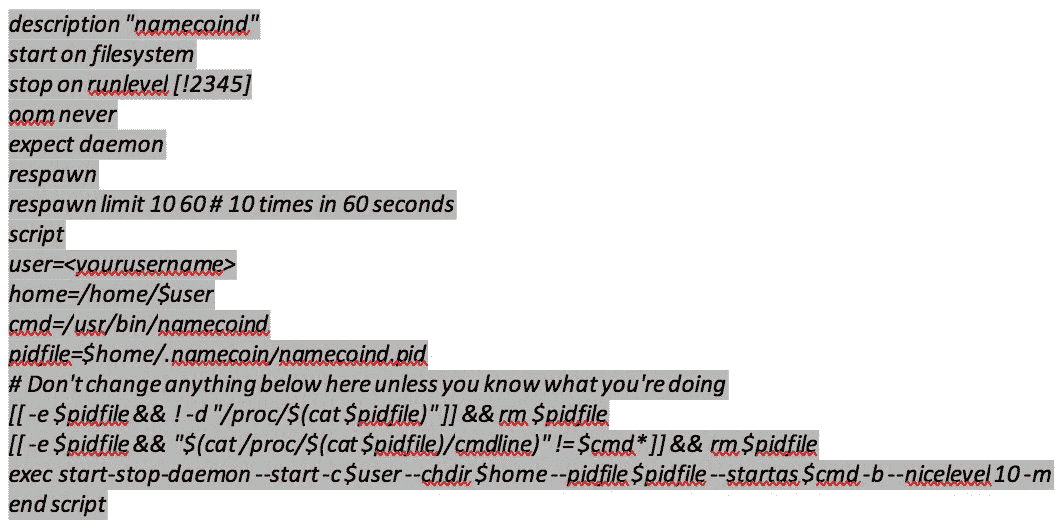 description "namecoind"
start on filesystem
stop on runlevel [!2345]
oom never
expect daemon
respawn
respawn limit 10 60 # 10 times in 60 seconds
script
user=<yourusername>
home=/home/$user
cmd=/usr/bin/namecoind
pidfile=$home/.namecoin/namecoind.pid
# Don't change anything below here unless you know what you're doing
[[ -e $pidfile && ! -d "/proc/$(cat $pidfile)" ]] && rm $pidfile
[[ -e $pidfile && "$(cat /proc/$(cat $pidfile)/cmdline)" != $cmd* ]] && rm $pidfile
exec start-stop-daemon --start -c $user --chdir $home --pidfile $pidfile --startas $cmd -b --nicelevel 10 -m
end script